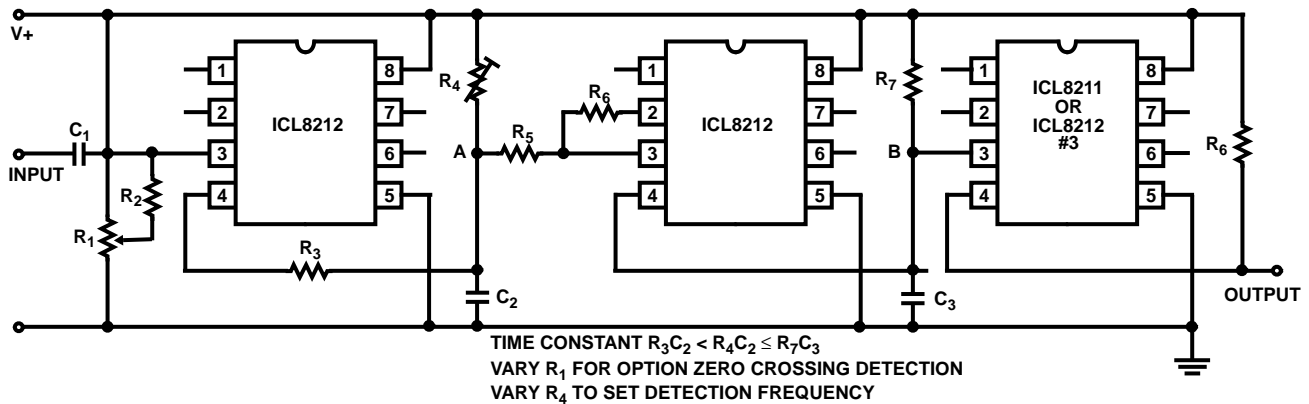 V+
1
8
2
ICL8212
7
C1
3
6
INPUT
4
5
R2
R1
R3
R4
A
R5
R6
C2
1
8
2
ICL8212
7
3
6
4
5
R7
B
C3
1
ICL8211
OR
ICL8212
#3
8
2
7
3
6
4
5
R6
OUTPUT
TIME CONSTANT R3C2 < R4C2 ≤ R7C3
VARY R1 FOR OPTION ZERO CROSSING DETECTION
VARY R4 TO SET DETECTION FREQUENCY